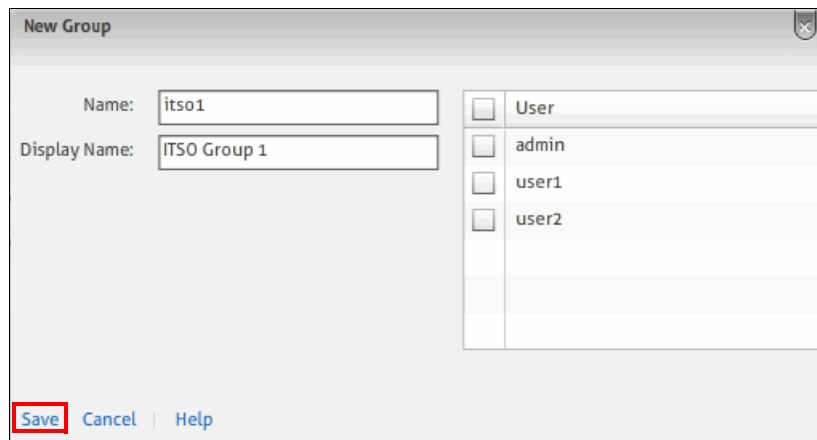 New Group
Name:
itso1
Display Name:
ITSO Group 1
User
admin
user1
user2
Save
Cancel
Help